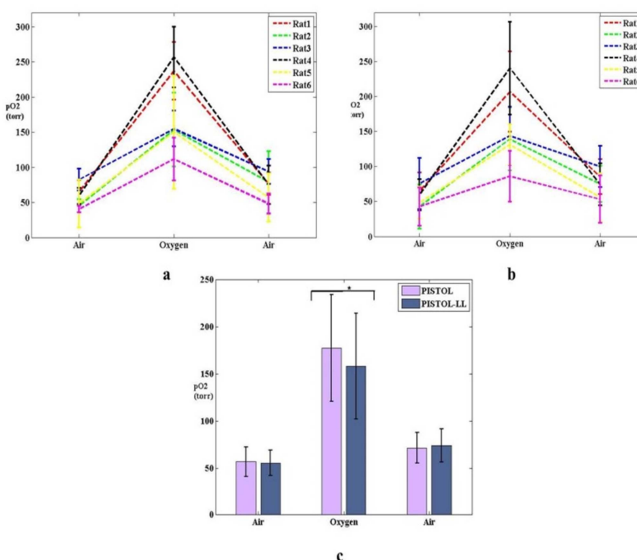 300
250
200
150
100
50
0
pO2
(torr)
Air
Oxygen
Air
Rat1
Rat2
Rat3
Rat4
Rat5
Rat6
a
300
250
200
150
100
50
0
Air
Oxygen
Air
b
250
200
150
100
50
0
pO2
(torr)
Air
Oxygen
Air
PISTOL
PISTOL-LL
*
c